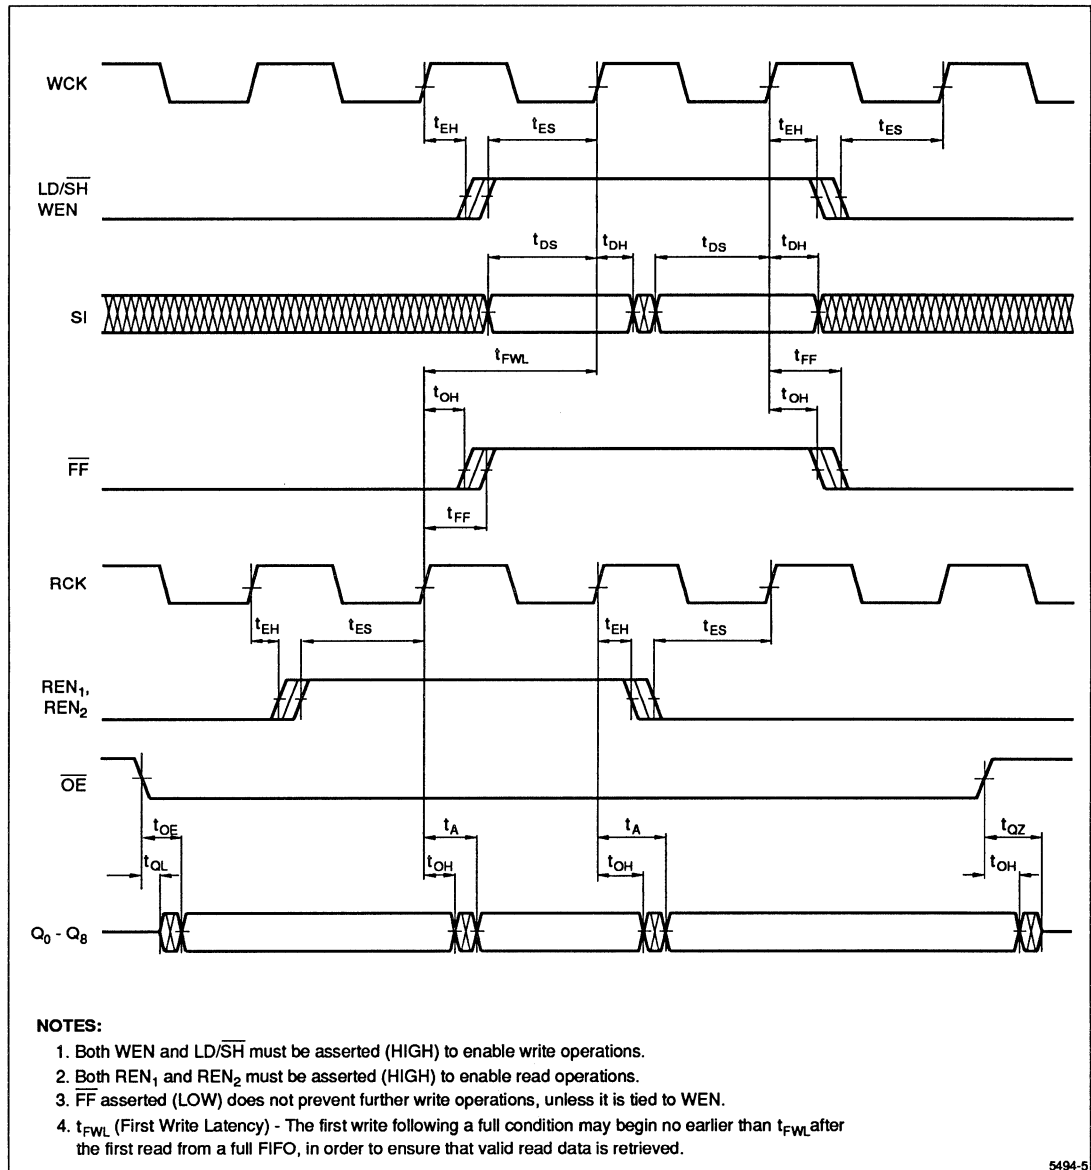 WCK
tEH
tES
tEH
tES
LD/S̅H̅
WEN
tDS
tDH
tDS
tDH
SI
tFWL
tFF
tOH
tOH
F̅F̅
tFF
RCK
tEH
tES
tEH
tES
REN1,
REN2
O̅E̅
tOE
tA
tA
tQZ
tQL
tOH
tOH
tOH
Q0 - Q8
NOTES:
1. Both WEN and LD/S̅H̅ must be asserted (HIGH) to enable write operations.
2. Both REN1 and REN2 must be asserted (HIGH) to enable read operations.
3. F̅F̅ asserted (LOW) does not prevent further write operations, unless it is tied to WEN.
4. tFWL (First Write Latency) - The first write following a full condition may begin no earlier than tFWL after
the first read from a full FIFO, in order to ensure that valid read data is retrieved.
5494-5